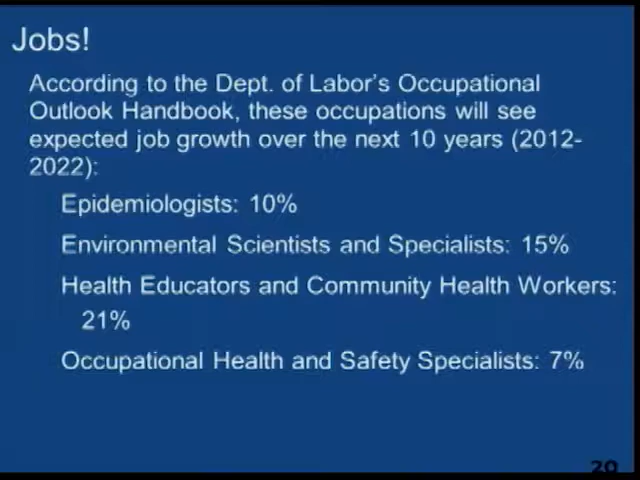 Jobs!
According to the Dept. of Labor's Occupational
Outlook Handbook, these occupations will see
expected job growth over the next 10 years (2012-
2022):
Epidemiologists: 10%
Environmental Scientists and Specialists: 15%
Health Educators and Community Health Workers:
21%
Occupational Health and Safety Specialists: 7%
20